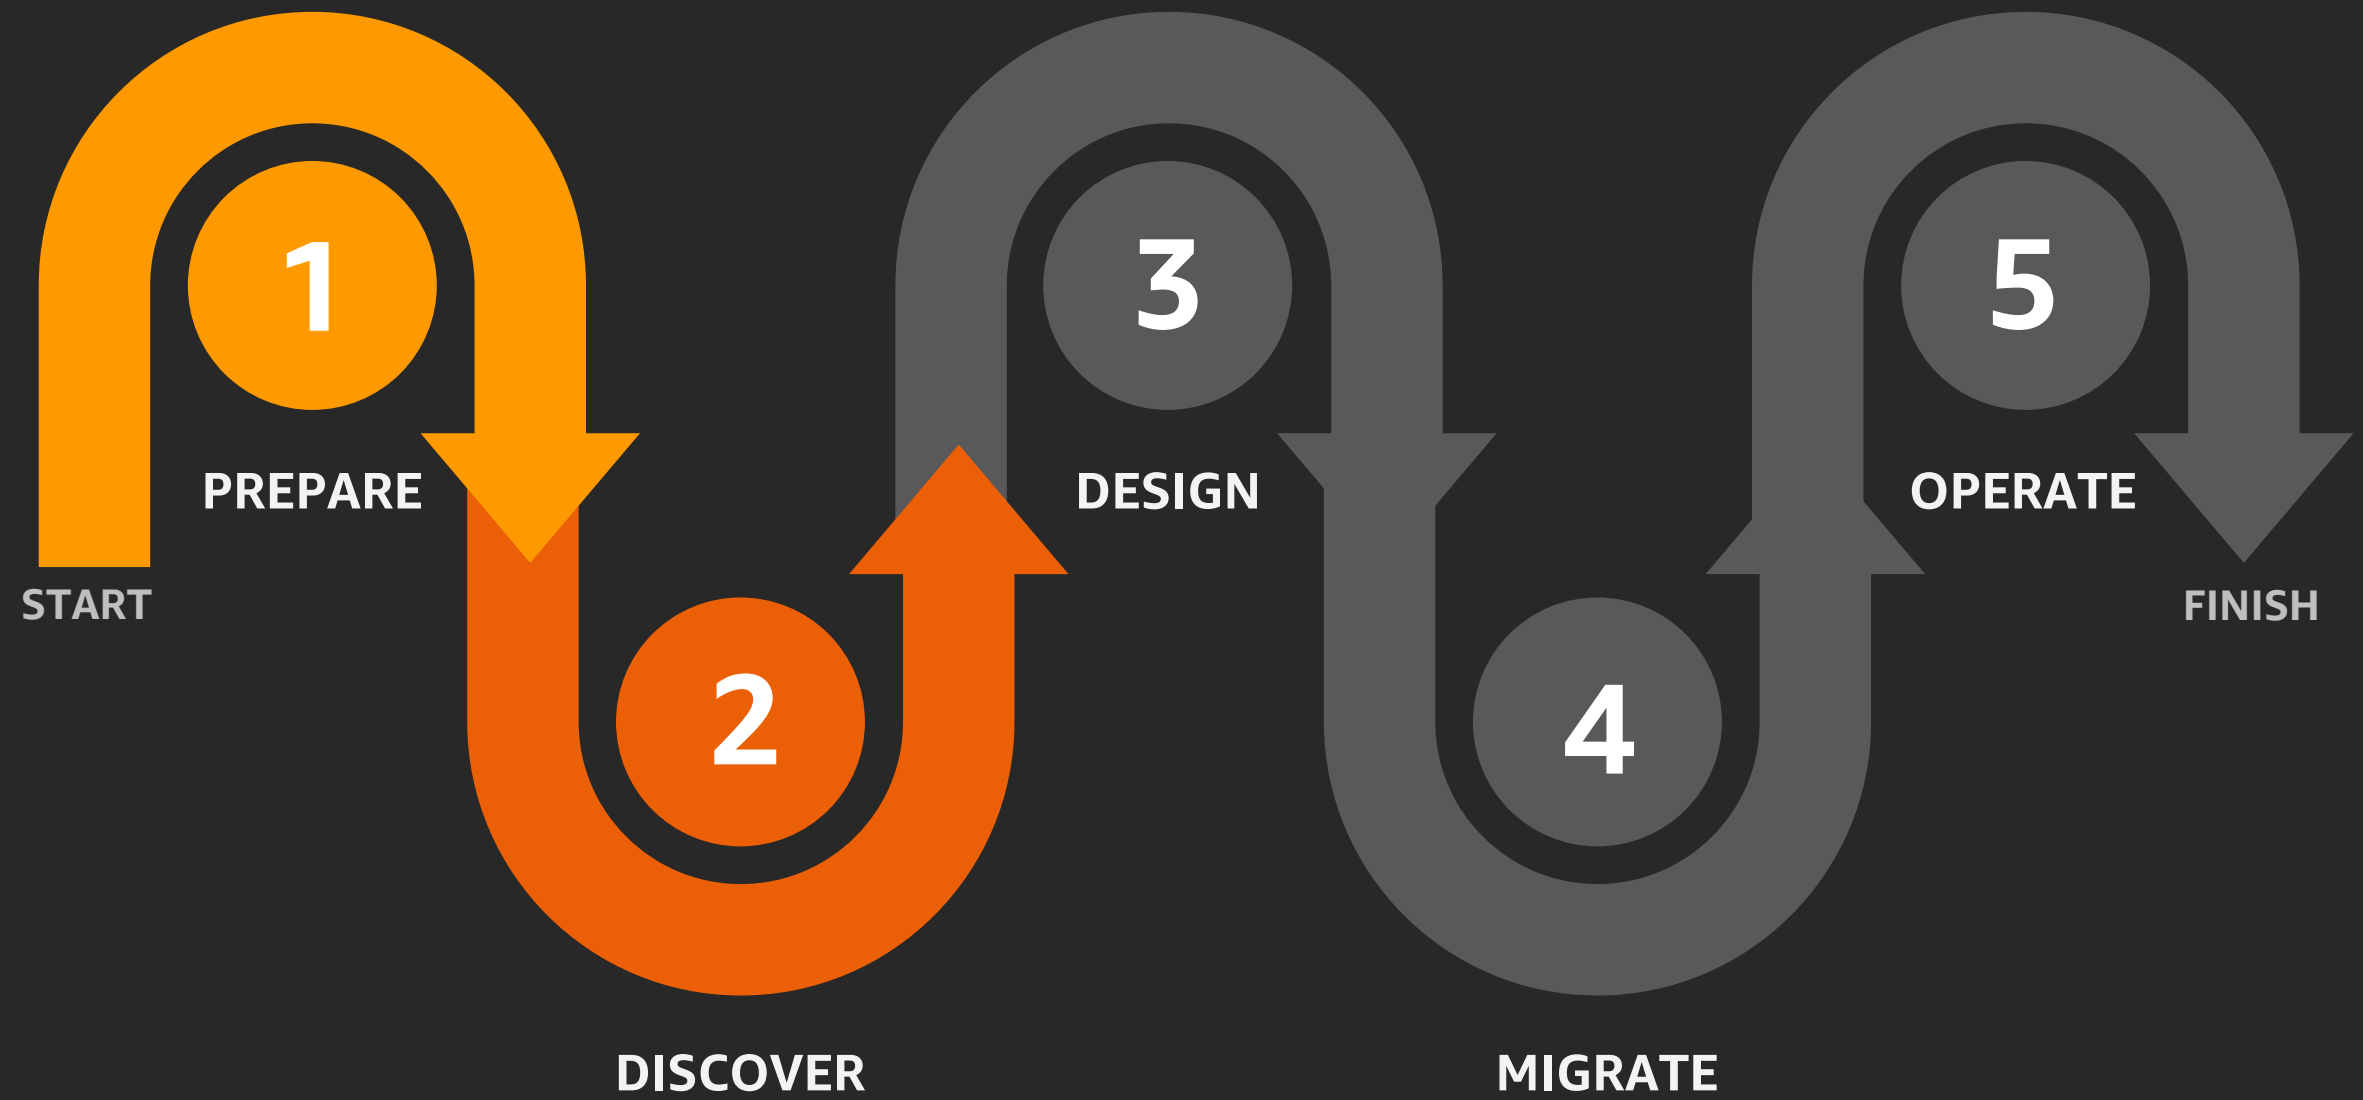 START
1
PREPARE
2
DISCOVER
3
DESIGN
4
MIGRATE
5
OPERATE
FINISH